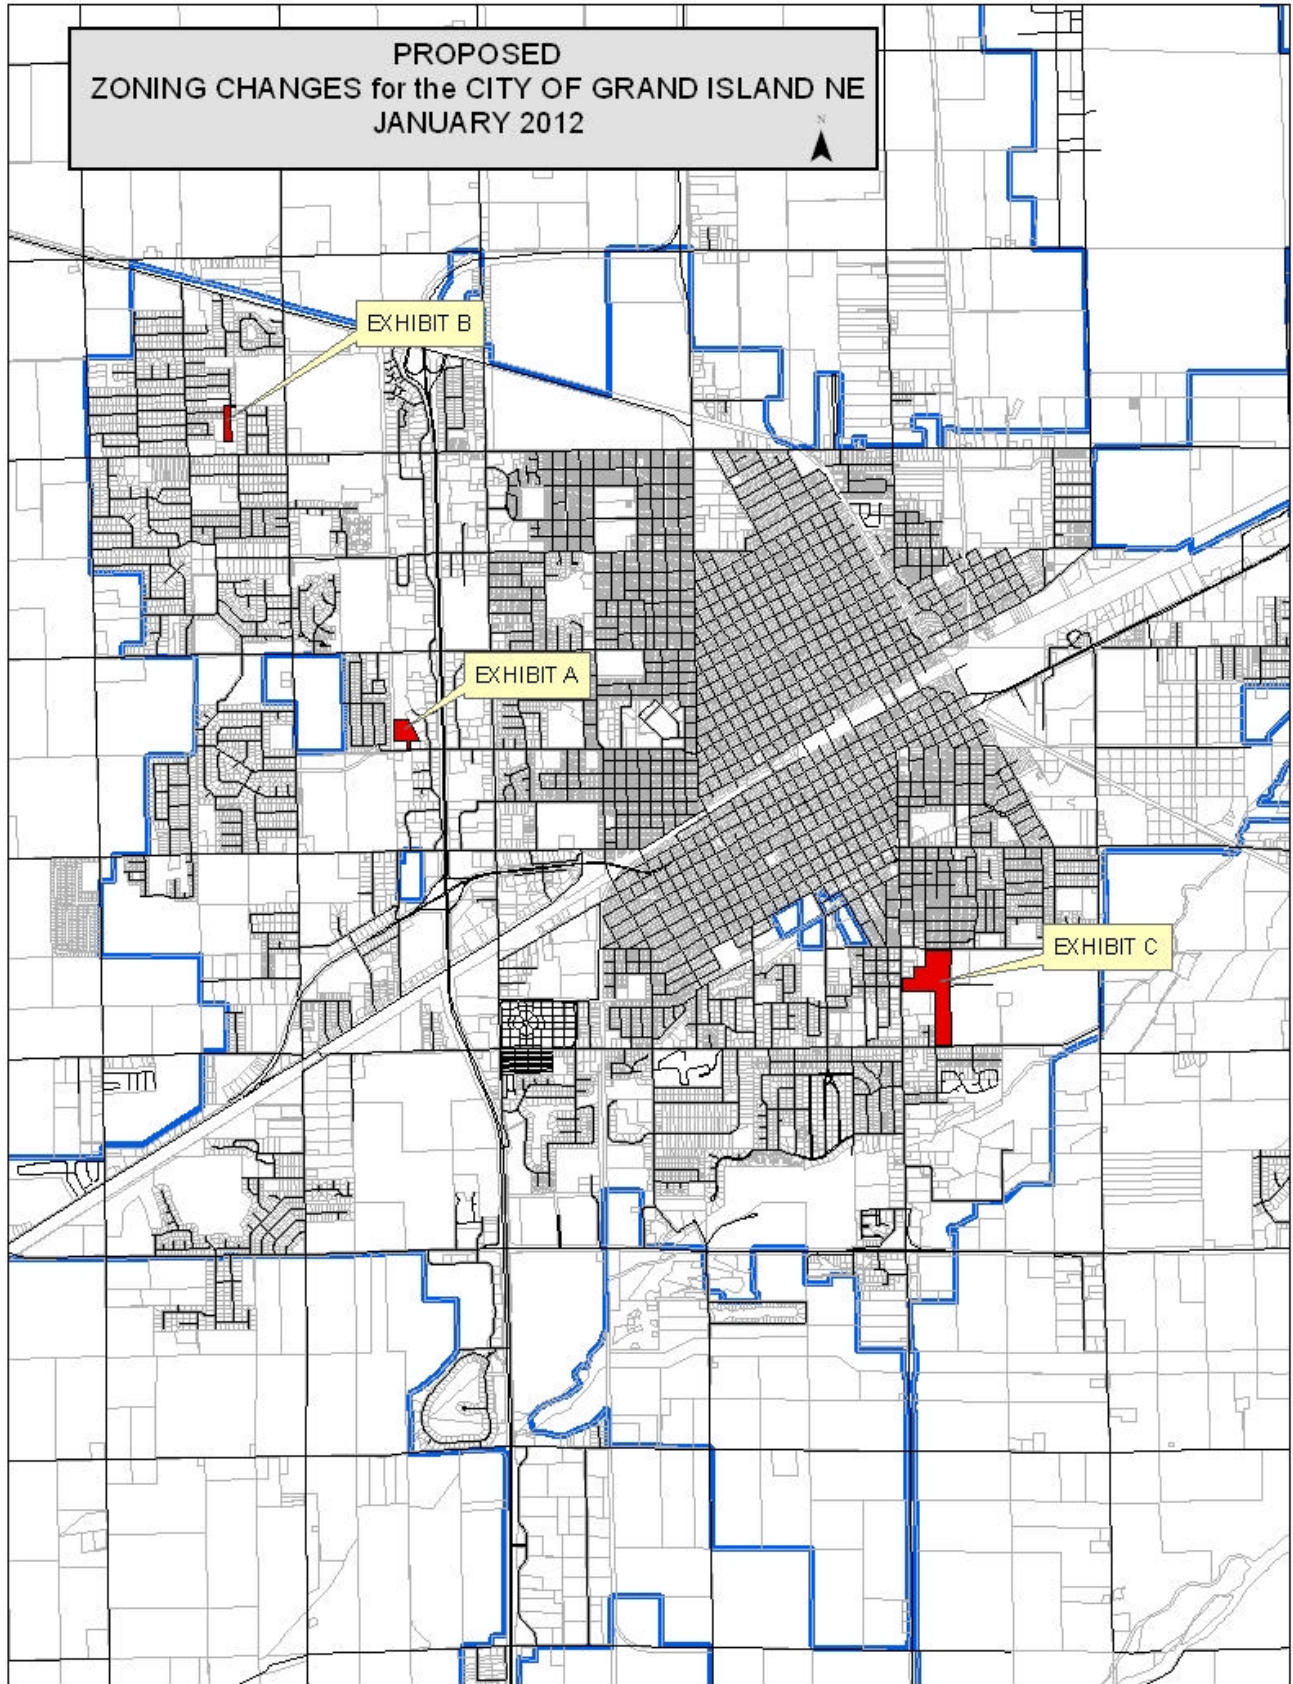 PROPOSED
ZONING CHANGES for the CITY OF GRAND ISLAND NE
JANUARY 2012
N
EXHIBIT B
EXHIBIT A
EXHIBIT C